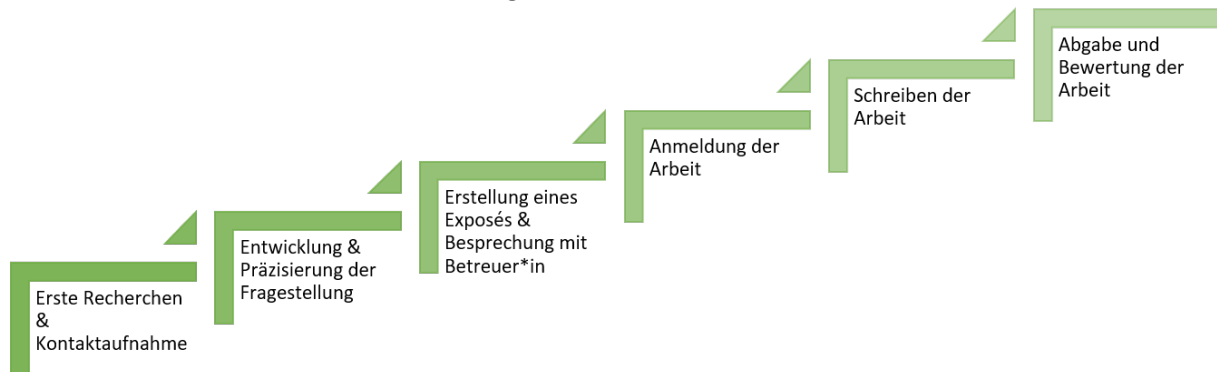 Erste Recherchen
&
Kontaktaufnahme
Entwicklung &
Präzisierung der
Fragestellung
Erstellung eines
Exposés &
Besprechung mit
Betreuer*in
Anmeldung der
Arbeit
Schreiben der
Arbeit
Abgabe und
Bewertung der
Arbeit